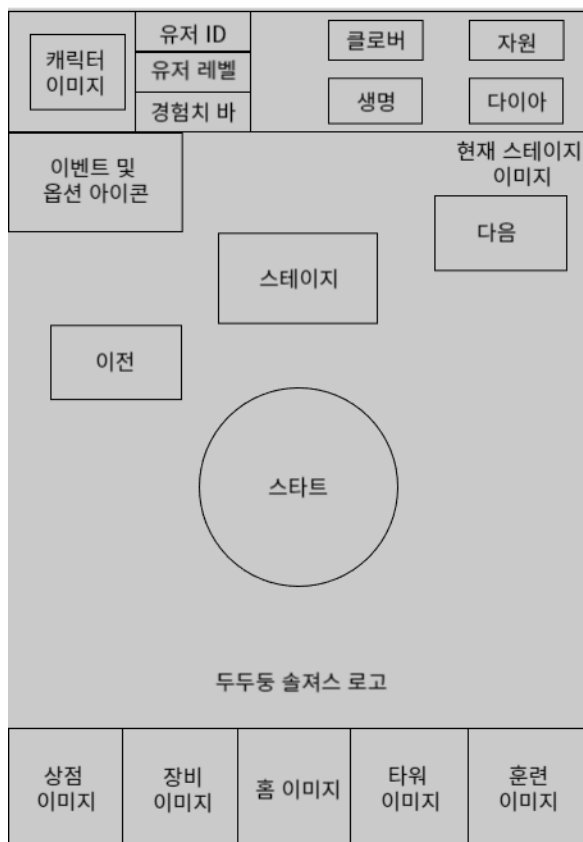 캐릭터
이미지
유저 ID
유저 레벨
경험치 바
클로버
자원
생명
다이아
이벤트 및
옵션 아이콘
현재 스테이지
이미지
다음
스테이지
이전
스타트
두두둥 솔져스 로고
상점
이미지
장비
이미지
홈 이미지
타워
이미지
훈련
이미지